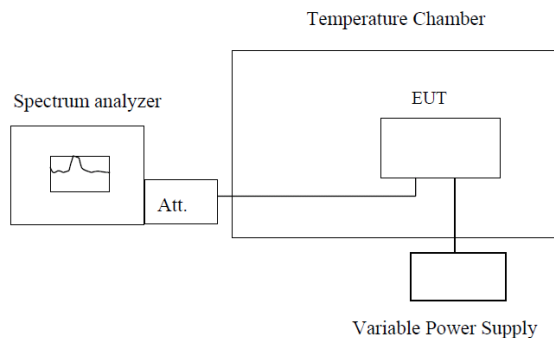 Temperature Chamber
Spectrum analyzer
EUT
Att.
Variable Power Supply